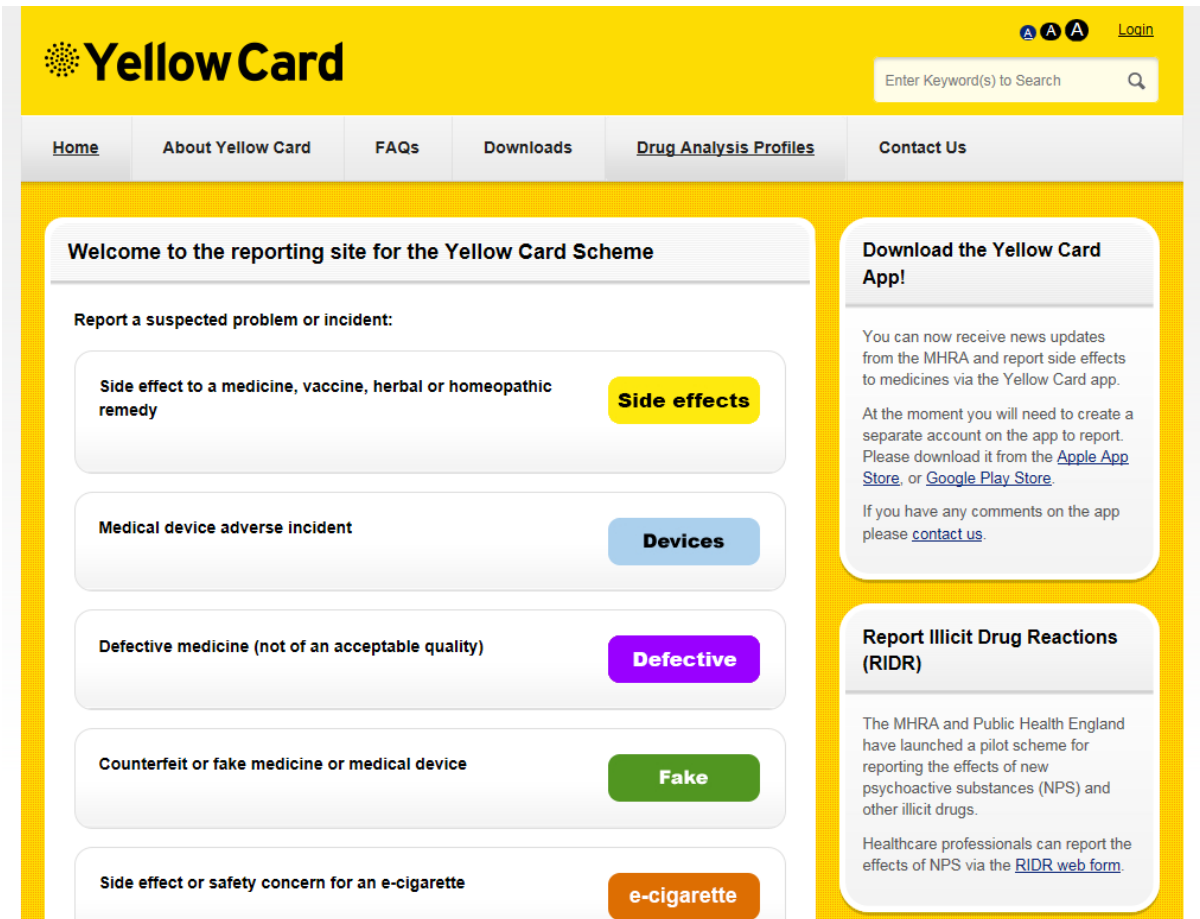 A A A Login
Yellow Card
Enter Keyword(s) to Search
Home About Yellow Card FAQs Downloads Drug Analysis Profiles Contact Us
Welcome to the reporting site for the Yellow Card Scheme
Report a suspected problem or incident:
Side effect to a medicine, vaccine, herbal or homeopathic
remedy
Side effects
Medical device adverse incident
Devices
Defective medicine (not of an acceptable quality)
Defective
Counterfeit or fake medicine or medical device
Fake
Side effect or safety concern for an e-cigarette
e-cigarette
Download the Yellow Card
App!
You can now receive news updates
from the MHRA and report side effects
to medicines via the Yellow Card app.
At the moment you will need to create a
separate account on the app to report.
Please download it from the Apple App
Store, or Google Play Store.
If you have any comments on the app
please contact us.
Report Illicit Drug Reactions
(RIDR)
The MHRA and Public Health England
have launched a pilot scheme for
reporting the effects of new
psychoactive substances (NPS) and
other illicit drugs.
Healthcare professionals can report the
effects of NPS via the RIDR web form.